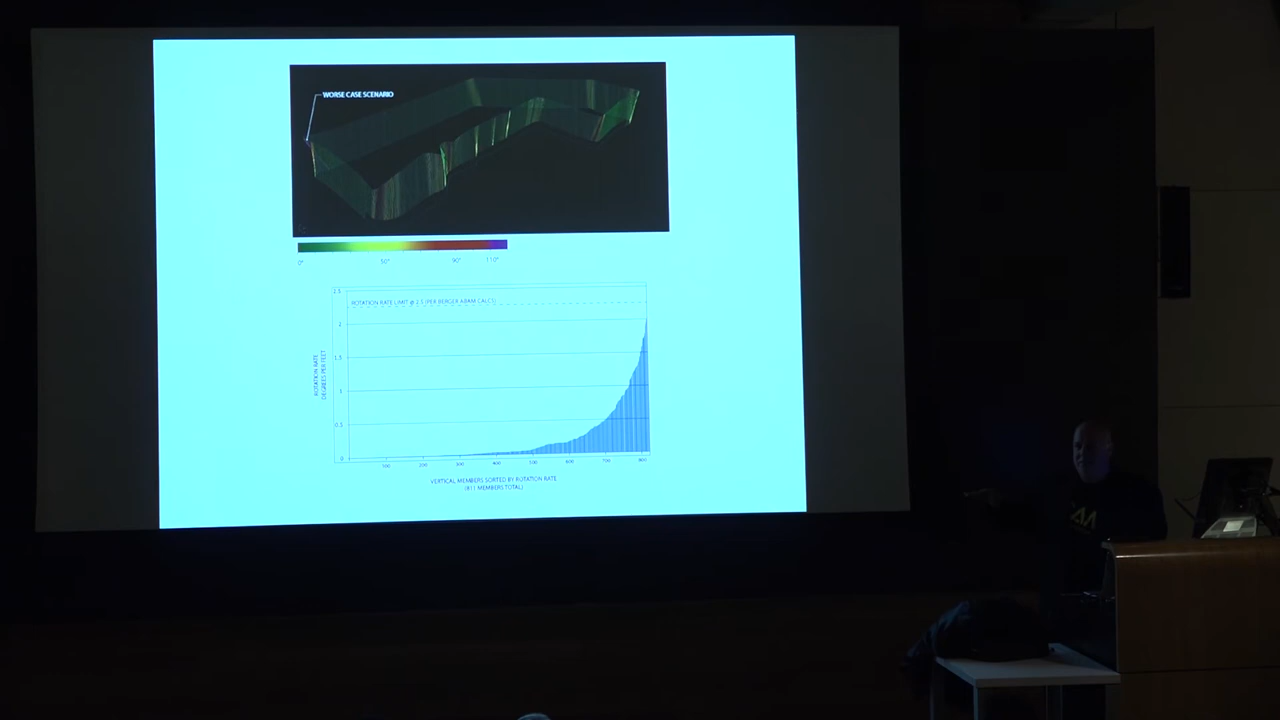 WORSE CASE SCENARIO
0° 50° 90° 110°
2.5
ROTATION RATE LIMIT @ 2.5 (PER BERGER ABAM CALCS)
2
1.5
ROTATION RATE
DEGREES PER FEET
1
0.5
0
100 200 300 400 500 600 700 800
VERTICAL MEMBERS SORTED BY ROTATION RATE
(811 MEMBERS TOTAL)